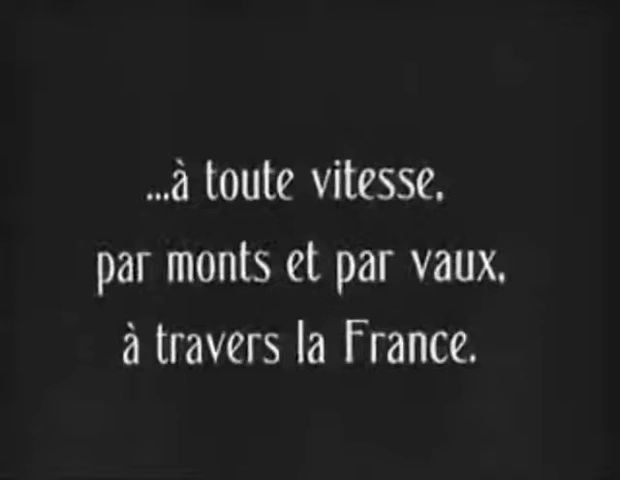 ...à toute vitesse,
par monts et par vaux,
à travers la France.